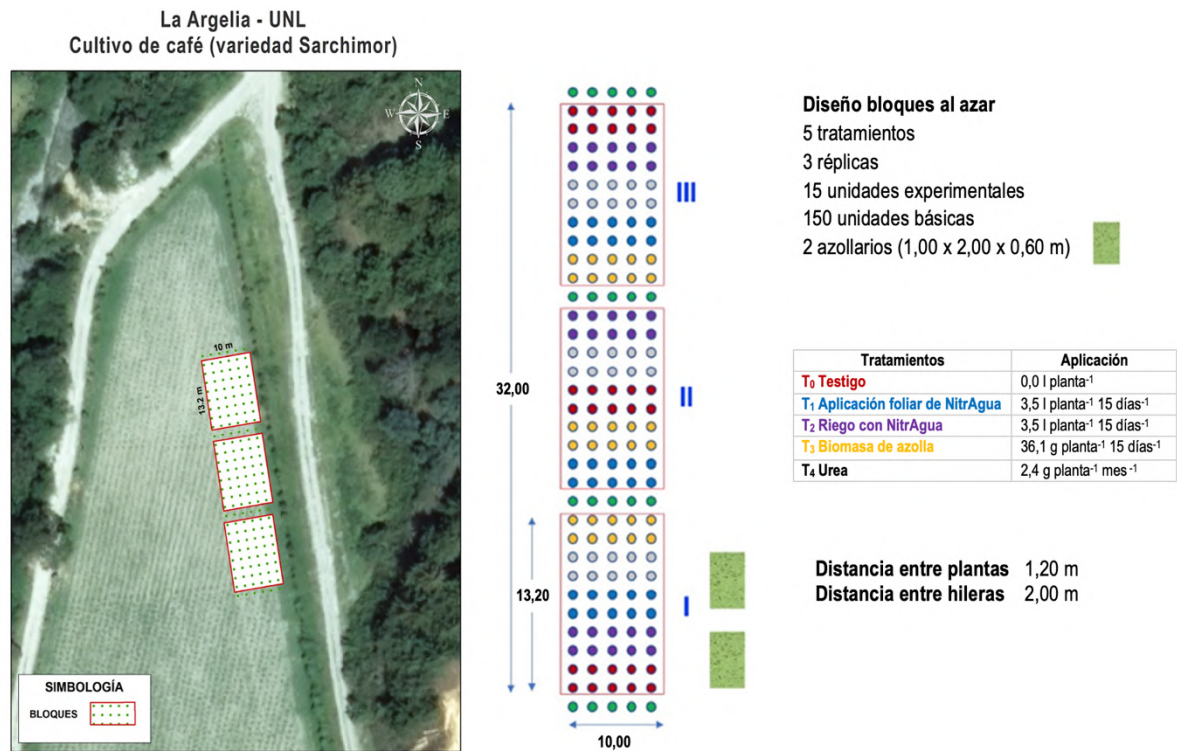 La Argelia - UNL
Cultivo de café (variedad Sarchimor)
N
W E
S
10 m
13.2 m
SIMBOLOGÍA
BLOQUES
32,00
13,20
10,00
III
II
I
Diseño bloques al azar
5 tratamientos
3 réplicas
15 unidades experimentales
150 unidades básicas
2 azollarios (1,00 x 2,00 x 0,60 m)
Tratamientos Aplicación
T₀ Testigo 0,0 l planta⁻¹
T₁ Aplicación foliar de NitrAgua 3,5 l planta⁻¹ 15 días⁻¹
T₂ Riego con NitrAgua 3,5 l planta⁻¹ 15 días⁻¹
T₃ Biomasa de azolla 36,1 g planta⁻¹ 15 días⁻¹
T₄ Urea 2,4 g planta⁻¹ mes ⁻¹
Distancia entre plantas 1,20 m
Distancia entre hileras 2,00 m